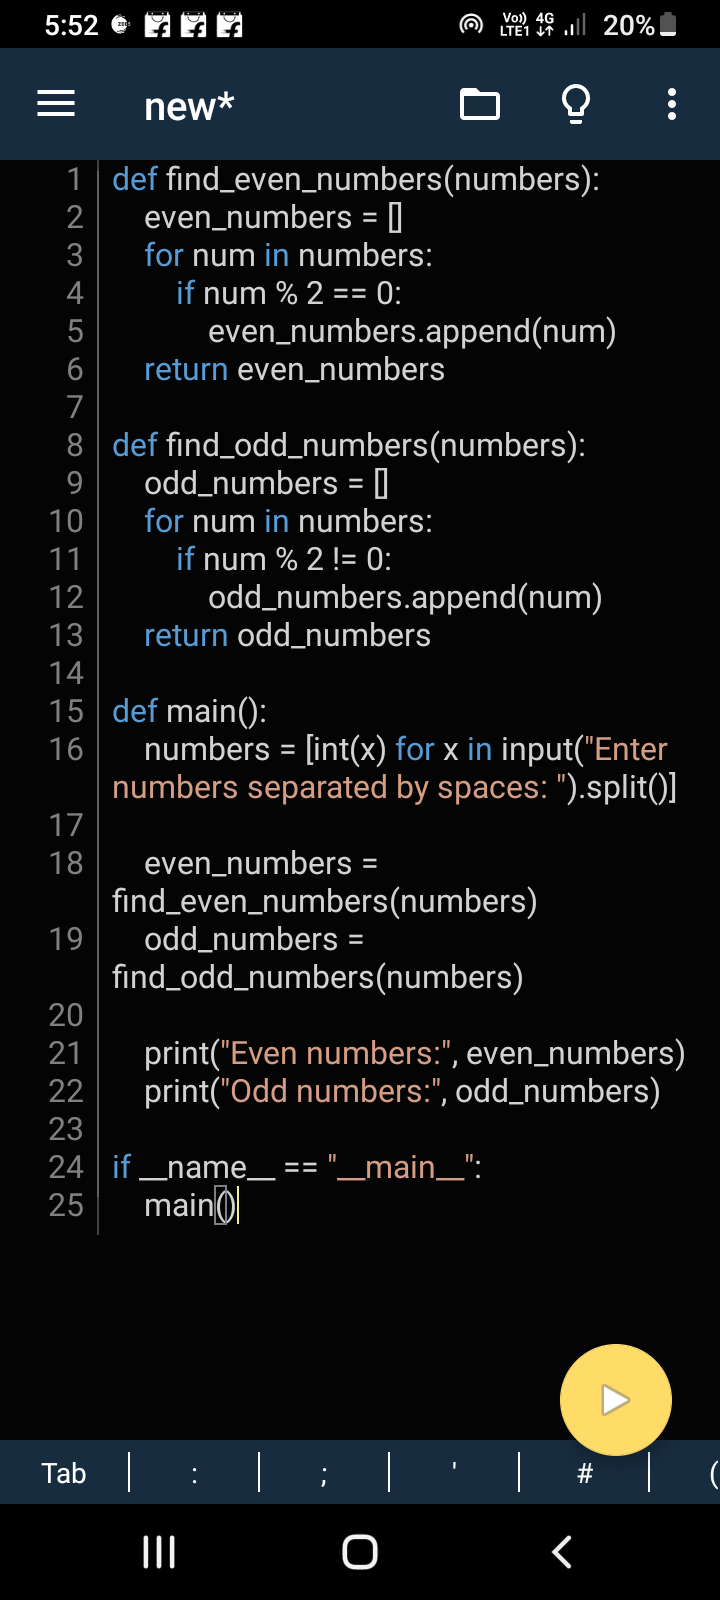 5:52 Vo)) 4G LTE1 20%
new*
1 def find_even_numbers(numbers):
2     even_numbers = []
3     for num in numbers:
4         if num % 2 == 0:
5             even_numbers.append(num)
6     return even_numbers
7
8 def find_odd_numbers(numbers):
9     odd_numbers = []
10     for num in numbers:
11         if num % 2 != 0:
12             odd_numbers.append(num)
13     return odd_numbers
14
15 def main():
16     numbers = [int(x) for x in input("Enter
numbers separated by spaces: ").split()]
17
18     even_numbers =
find_even_numbers(numbers)
19     odd_numbers =
find_odd_numbers(numbers)
20
21     print("Even numbers:", even_numbers)
22     print("Odd numbers:", odd_numbers)
23
24 if __name__ == "__main__":
25     main()
Tab : ; ' # (